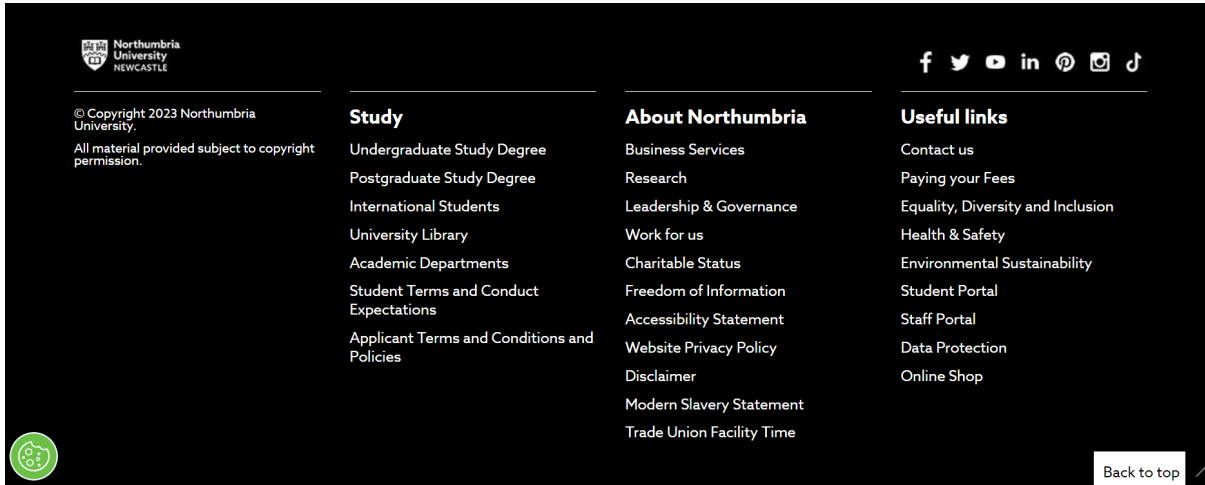 Northumbria
University
NEWCASTLE
© Copyright 2023 Northumbria
University.
All material provided subject to copyright
permission.
Study
Undergraduate Study Degree
Postgraduate Study Degree
International Students
University Library
Academic Departments
Student Terms and Conduct
Expectations
Applicant Terms and Conditions and
Policies
About Northumbria
Business Services
Research
Leadership & Governance
Work for us
Charitable Status
Freedom of Information
Accessibility Statement
Website Privacy Policy
Disclaimer
Modern Slavery Statement
Trade Union Facility Time
Useful links
Contact us
Paying your Fees
Equality, Diversity and Inclusion
Health & Safety
Environmental Sustainability
Student Portal
Staff Portal
Data Protection
Online Shop
Back to top